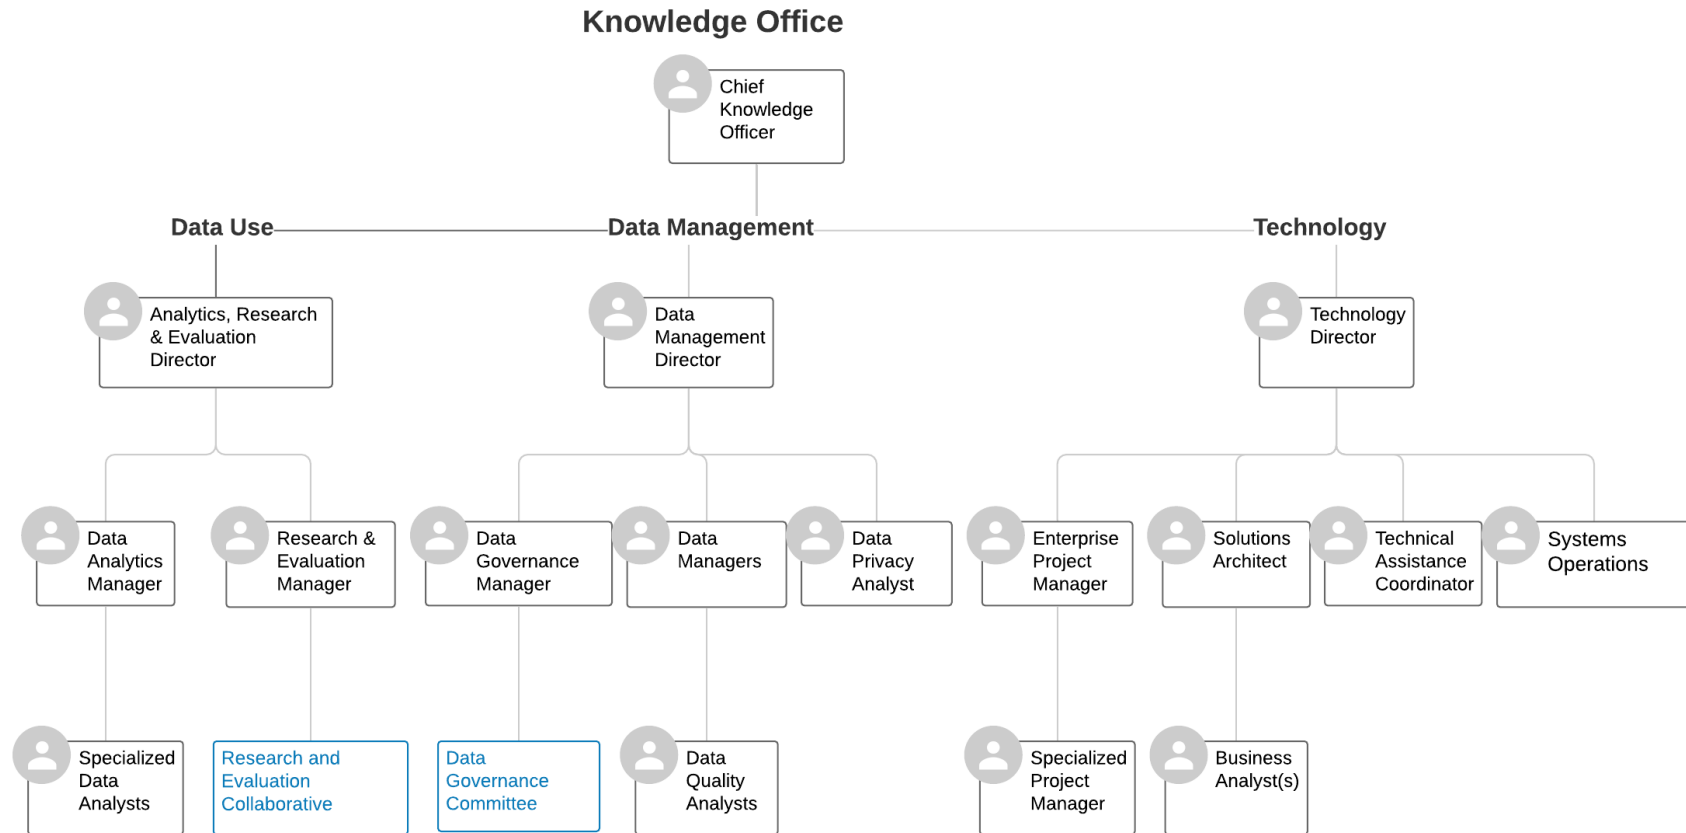 Knowledge Office
Chief
Knowledge
Officer
Data Use
Data Management
Technology
Analytics, Research
& Evaluation
Director
Data
Management
Director
Technology
Director
Data
Analytics
Manager
Research &
Evaluation
Manager
Data
Governance
Manager
Data
Managers
Data
Privacy
Analyst
Enterprise
Project
Manager
Solutions
Architect
Technical
Assistance
Coordinator
Systems
Operations
Specialized
Data
Analysts
Research and
Evaluation
Collaborative
Data
Governance
Committee
Data
Quality
Analysts
Specialized
Project
Manager
Business
Analyst(s)